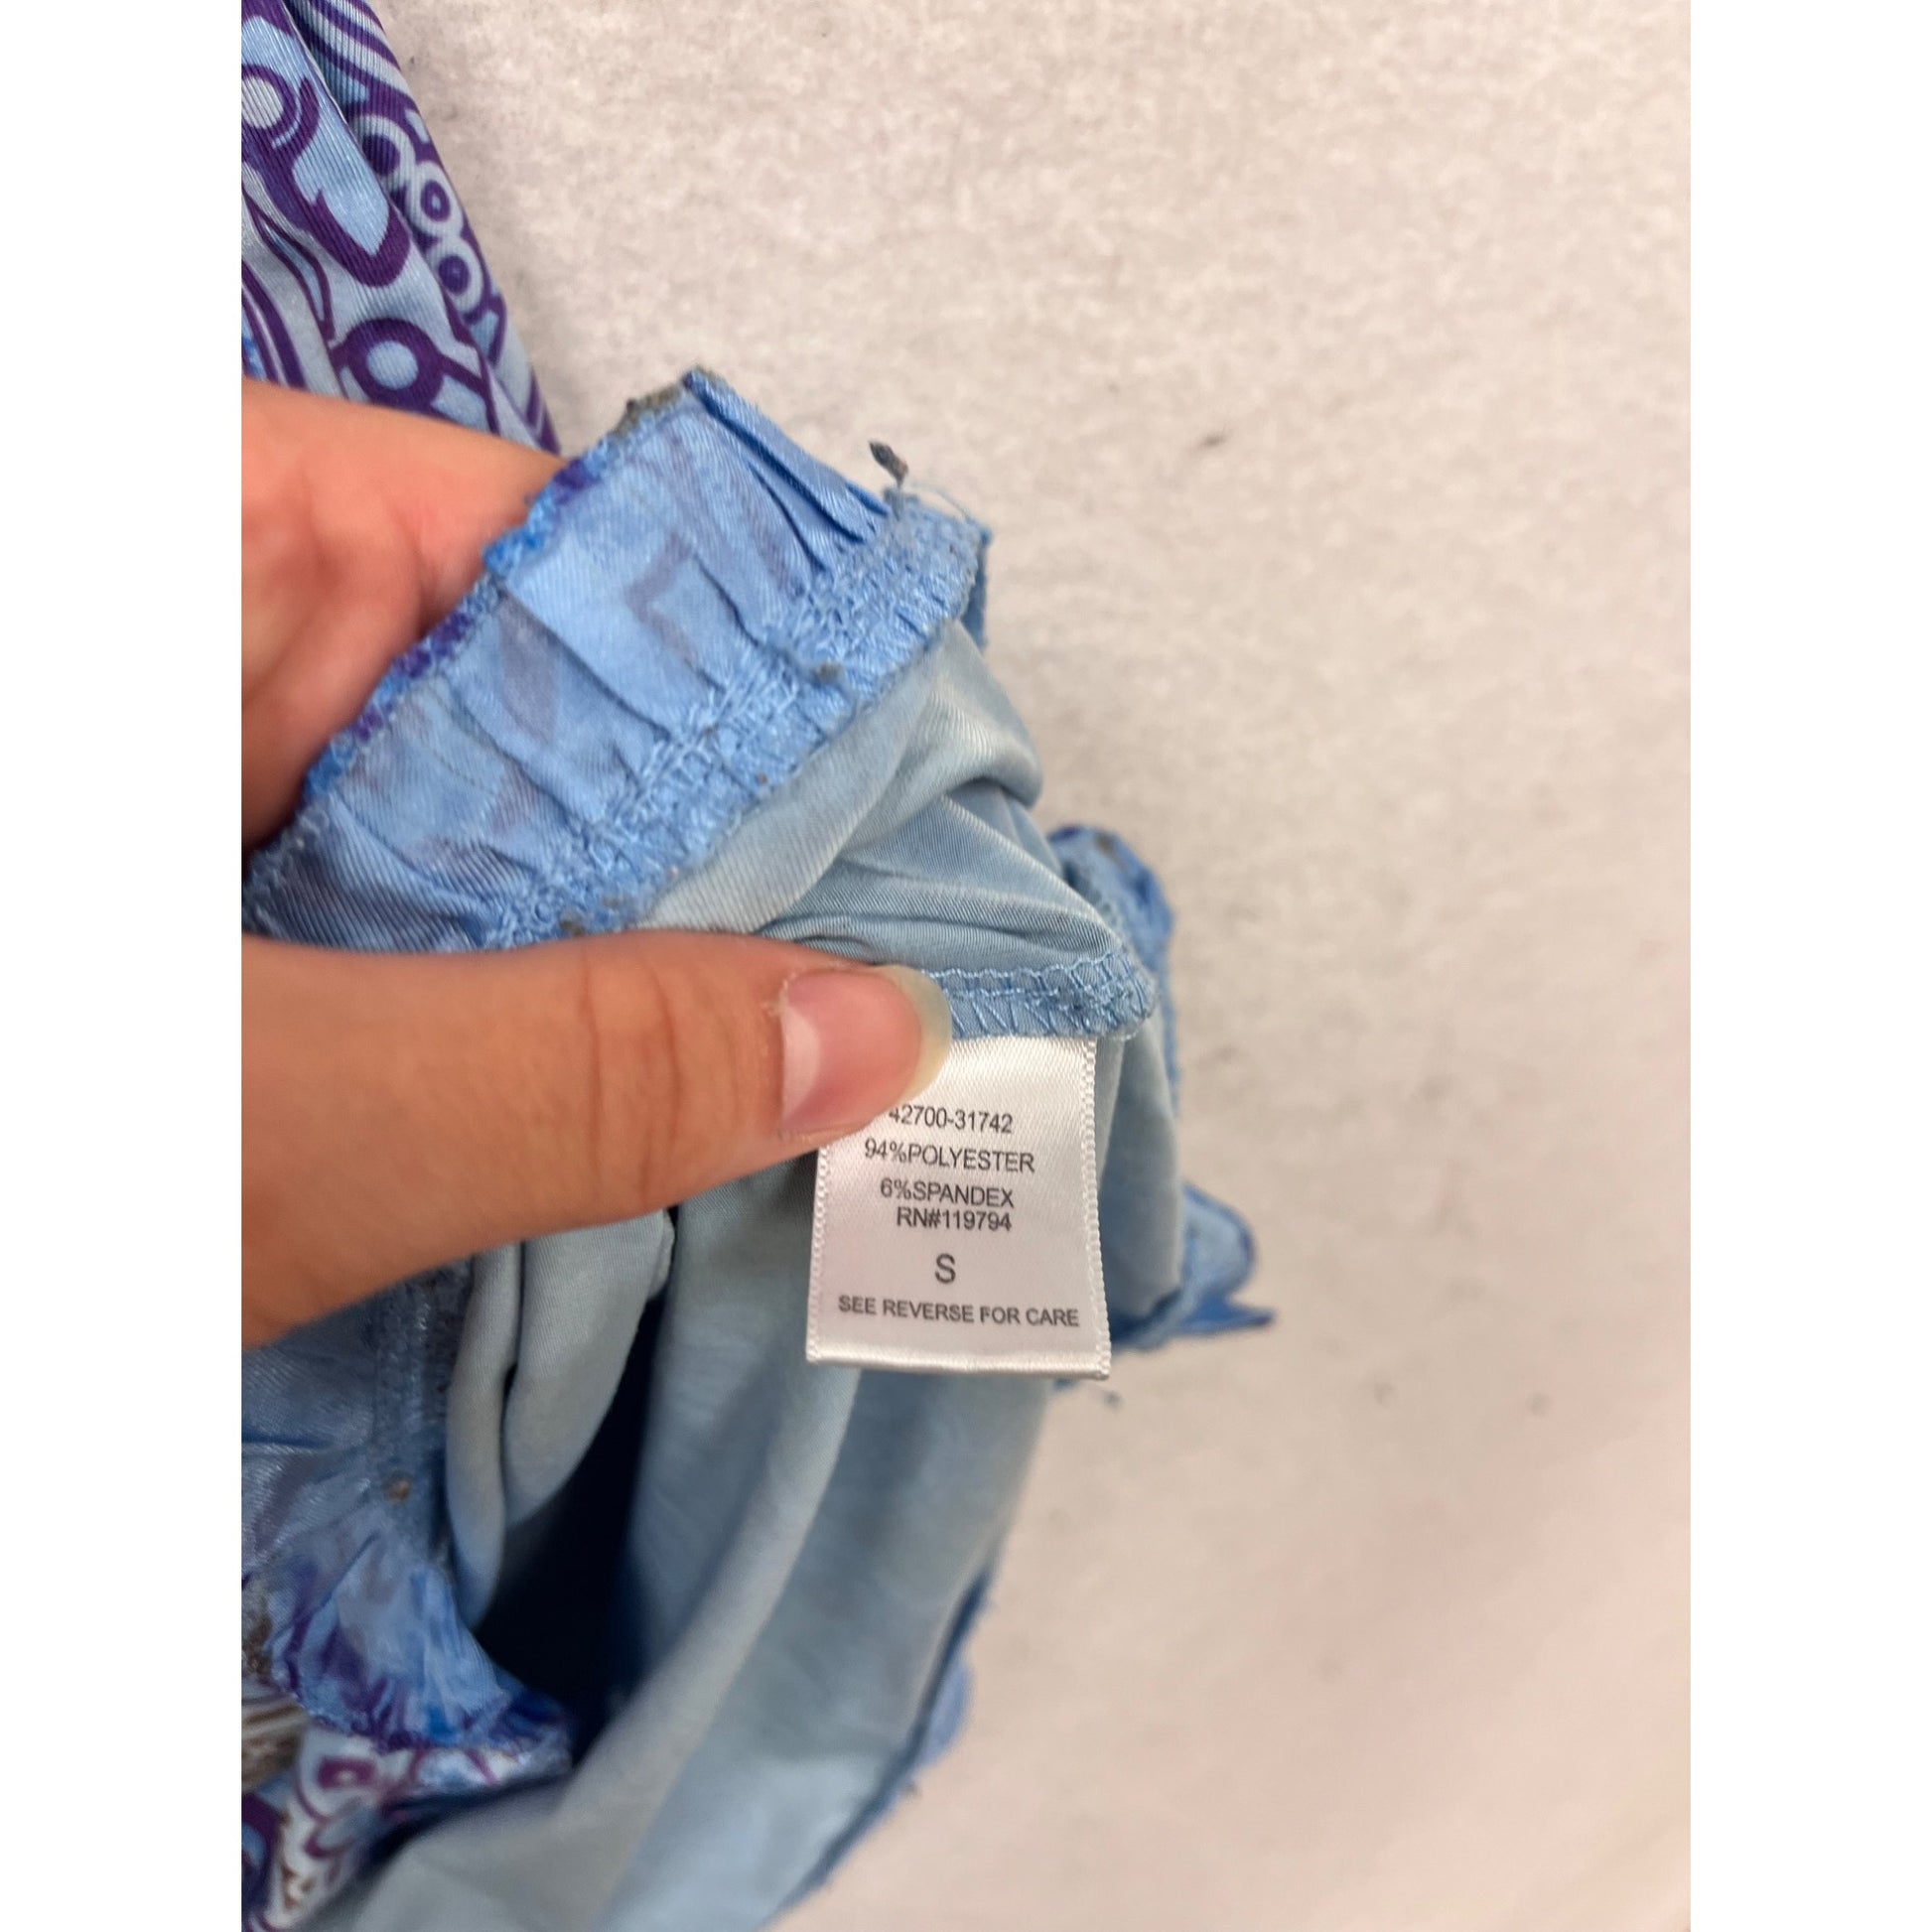 42700-31742
94%POLYESTER
6%SPANDEX
RN#119794
S
SEE REVERSE FOR CARE